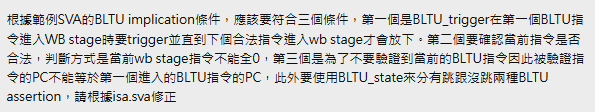 根據範例SVA的BLTU implication條件，應該要符合三個條件，第一個是BLTU_trigger在第一個BLTU指
令進入WB stage時要trigger並直到下個合法指令進入wb stage才會放下。第二個要確認當前指令是否
合法，判斷方式是當前wb stage指令不能全0，第三個是為了不要驗證到當前的BLTU指令因此被驗證指
令的PC不能等於第一個進入的BLTU指令的PC，此外要使用BLTU_state來分有跳跟沒跳兩種BLTU
assertion，請根據isa.sva修正